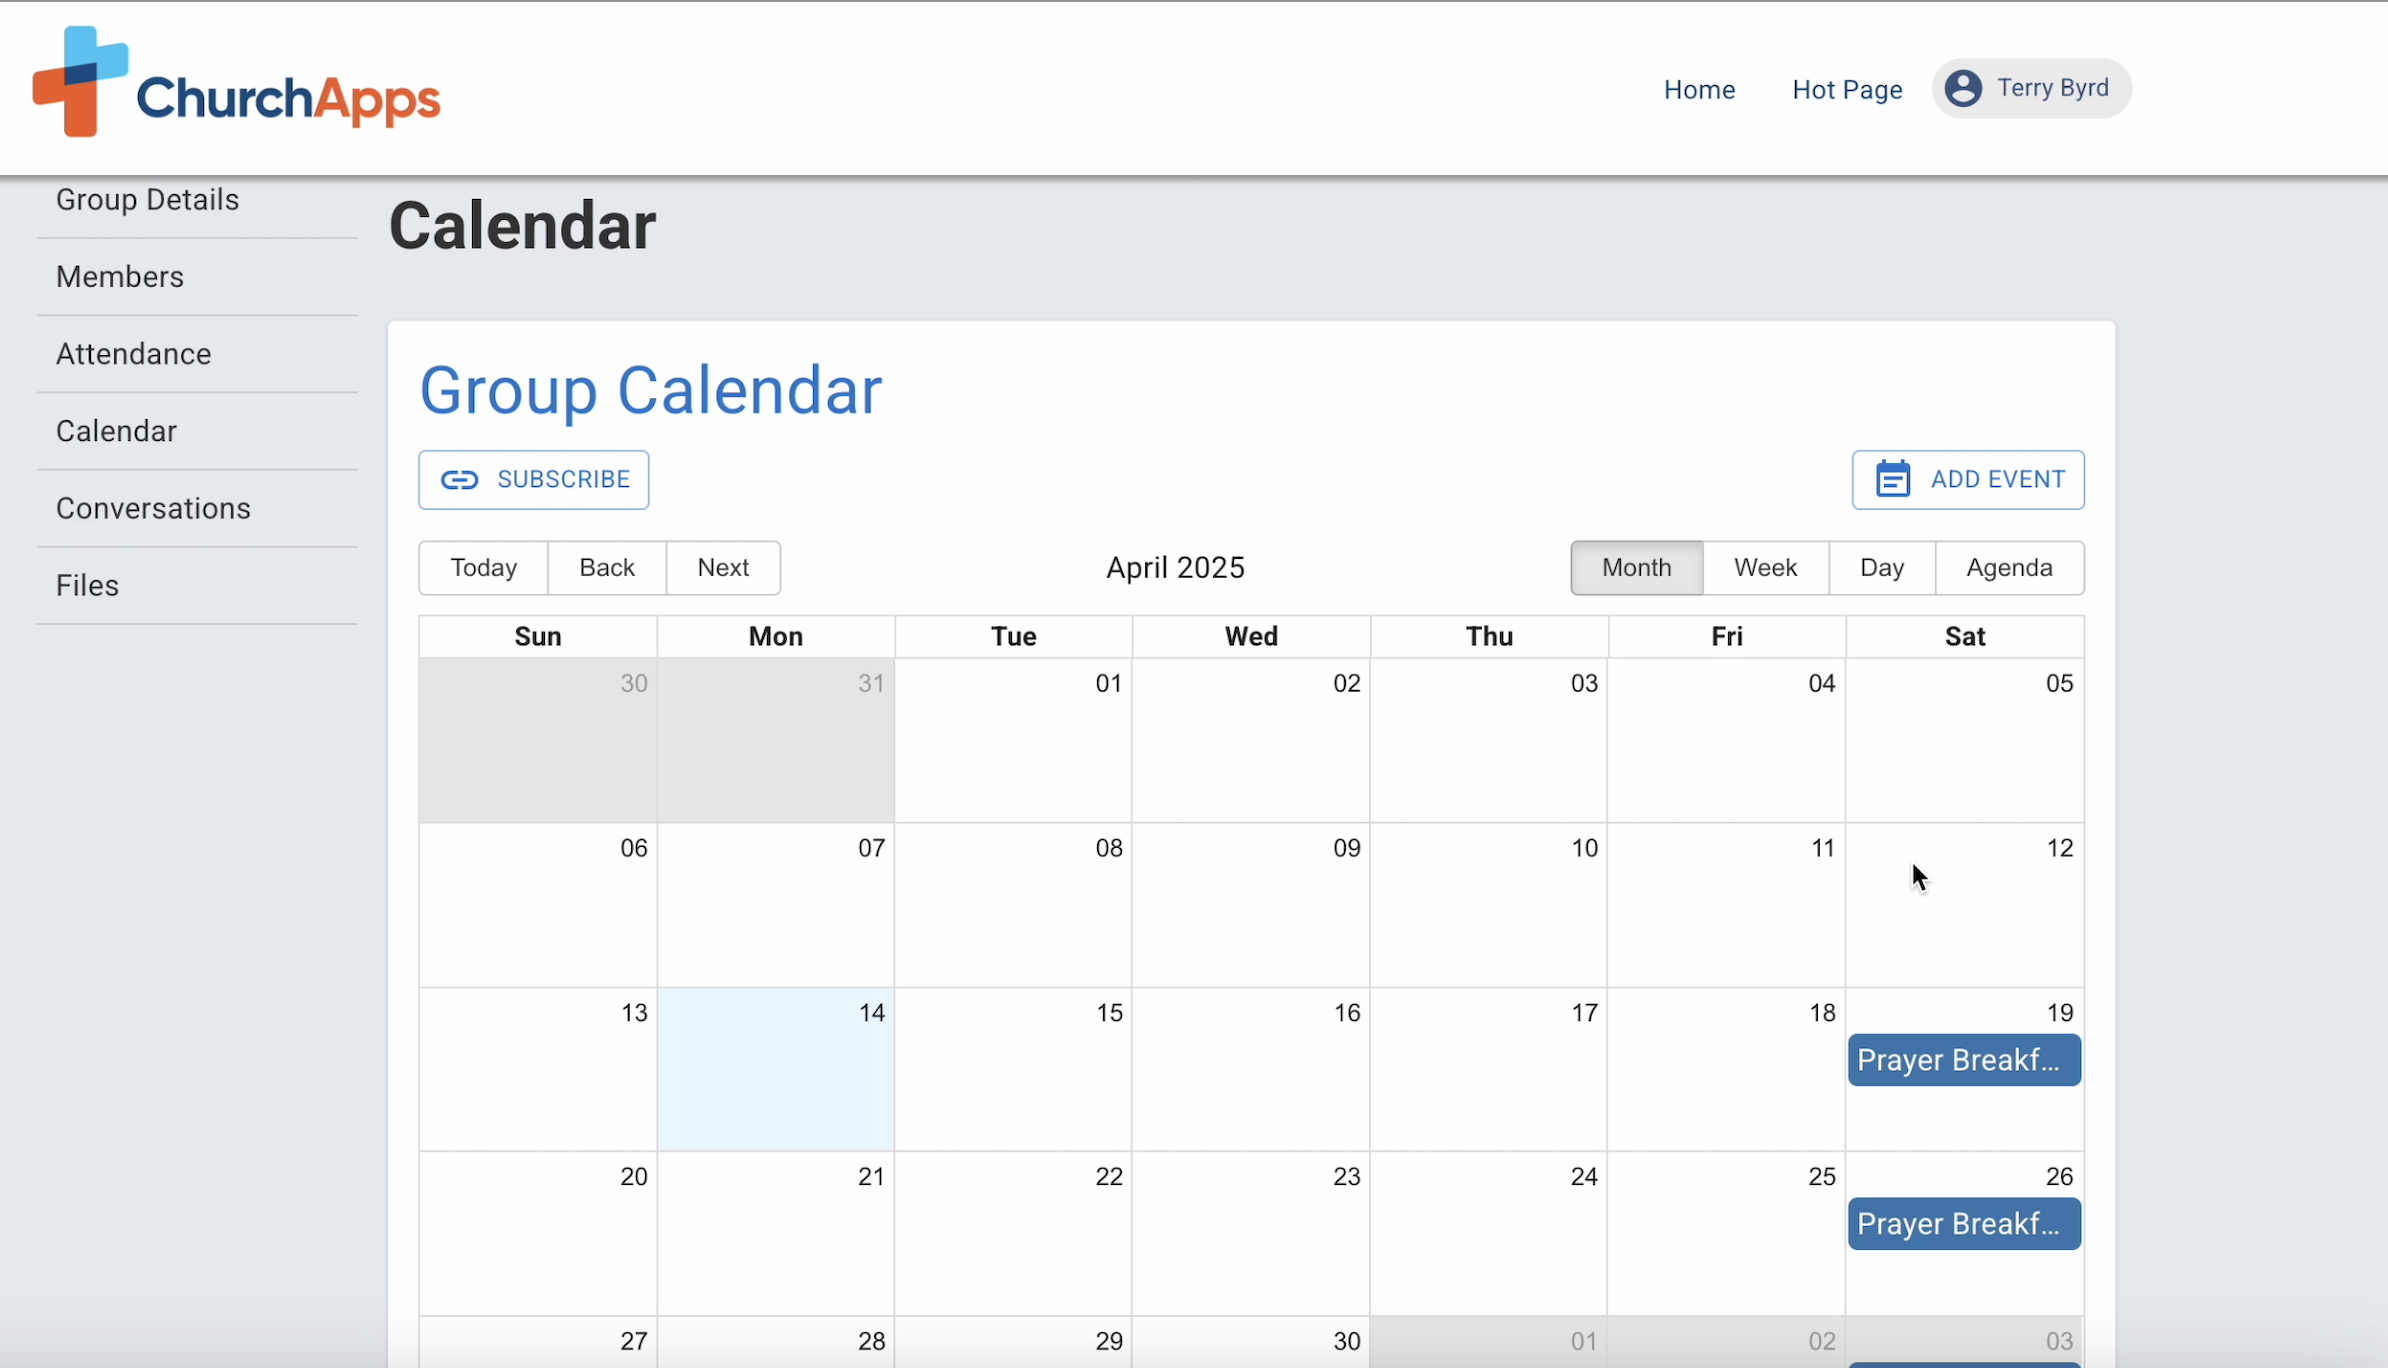 ChurchApps
Home Hot Page Terry Byrd
Group Details
Members
Attendance
Calendar
Conversations
Files
Calendar
Group Calendar
SUBSCRIBE ADD EVENT
Today Back Next April 2025 Month Week Day Agenda
Sun Mon Tue Wed Thu Fri Sat
30 31 01 02 03 04 05
06 07 08 09 10 11 12
13 14 15 16 17 18 19
Prayer Breakf...
20 21 22 23 24 25 26
Prayer Breakf...
27 28 29 30 01 02 03